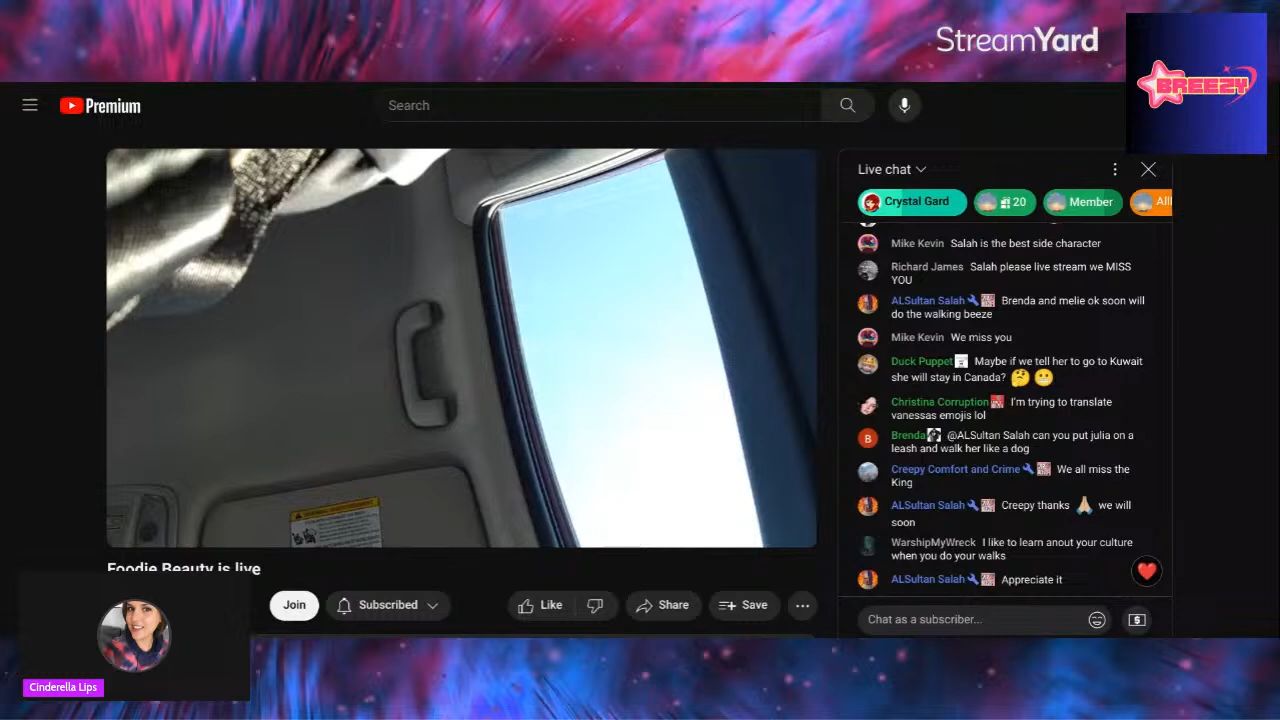 StreamYard
BREEZY
Premium
Search
Live chat
Crystal Gard
20
Member
All
Mike Kevin Salah is the best side character
Richard James Salah please live stream we MISS
YOU
ALSultan Salah Brenda and melie ok soon will
do the walking beeze
Mike Kevin We miss you
Duck Puppet Maybe if we tell her to go to Kuwait
she will stay in Canada?
Christina Corruption I'm trying to translate
vanessas emojis lol
B
Brenda @ALSultan Salah can you put julia on a
leash and walk her like a dog
Creepy Comfort and Crime We all miss the
King
ALSultan Salah Creepy thanks we will
soon
WarshipMyWreck I like to learn anout your culture
when you do your walks
ALSultan Salah Appreciate it
Foodie Beauty is live
Join
Subscribed
Like
Share
Save
Chat as a subscriber...
Cinderella Lips